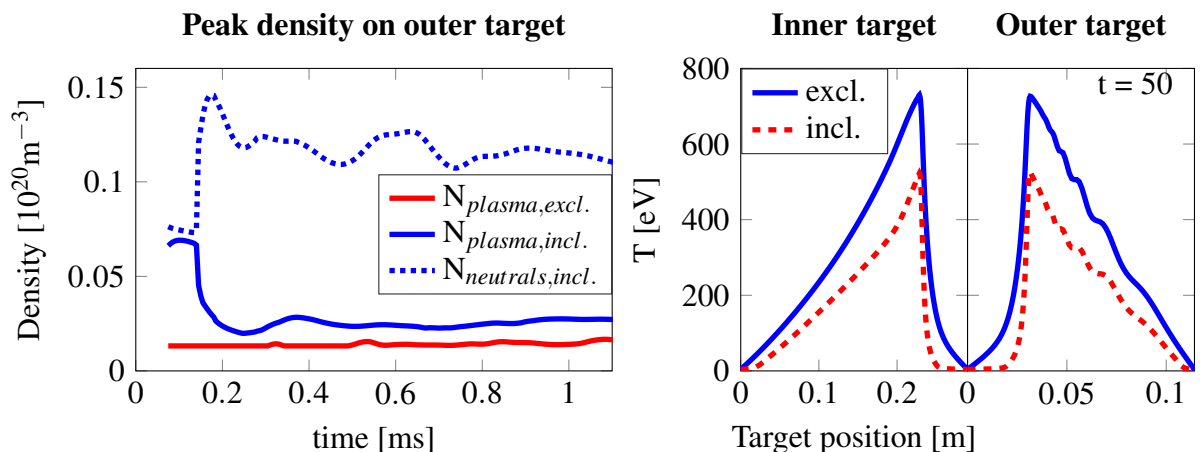 Peak density on outer target
0.15
0.1
0.05
0
Density [10^20m^−3]
N_plasma,excl.
N_plasma,incl.
N_neutrals,incl.
0 0.2 0.4 0.6 0.8 1
time [ms]
Inner target Outer target
t = 50
excl.
incl.
800
600
400
200
0
T [eV]
0 0.1 0.2 0 0.05 0.1
Target position [m]